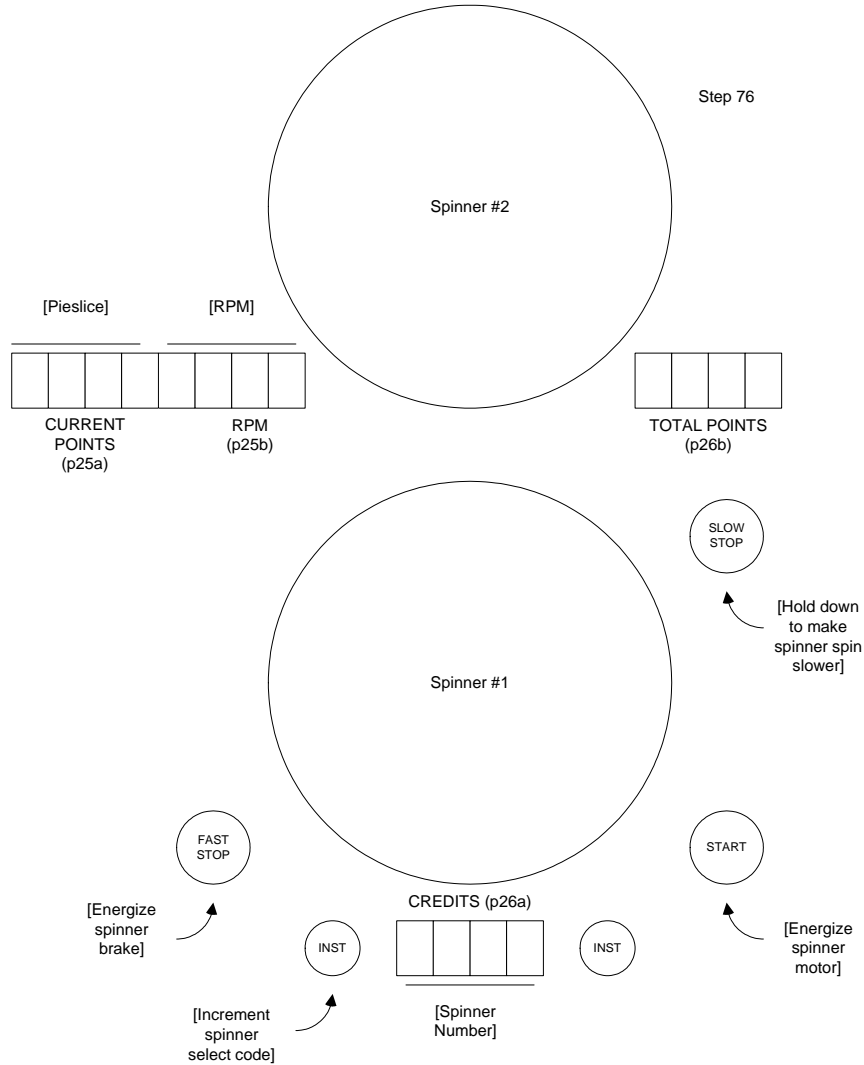 Step 76
Spinner #2
[Pieslice]
[RPM]
CURRENT
POINTS
(p25a)
RPM
(p25b)
TOTAL POINTS
(p26b)
SLOW
STOP
[Hold down
to make
spinner spin
slower]
Spinner #1
FAST
STOP
START
[Energize
spinner
brake]
CREDITS (p26a)
[Energize
spinner
motor]
INST
INST
[Increment
spinner
select code]
[Spinner
Number]